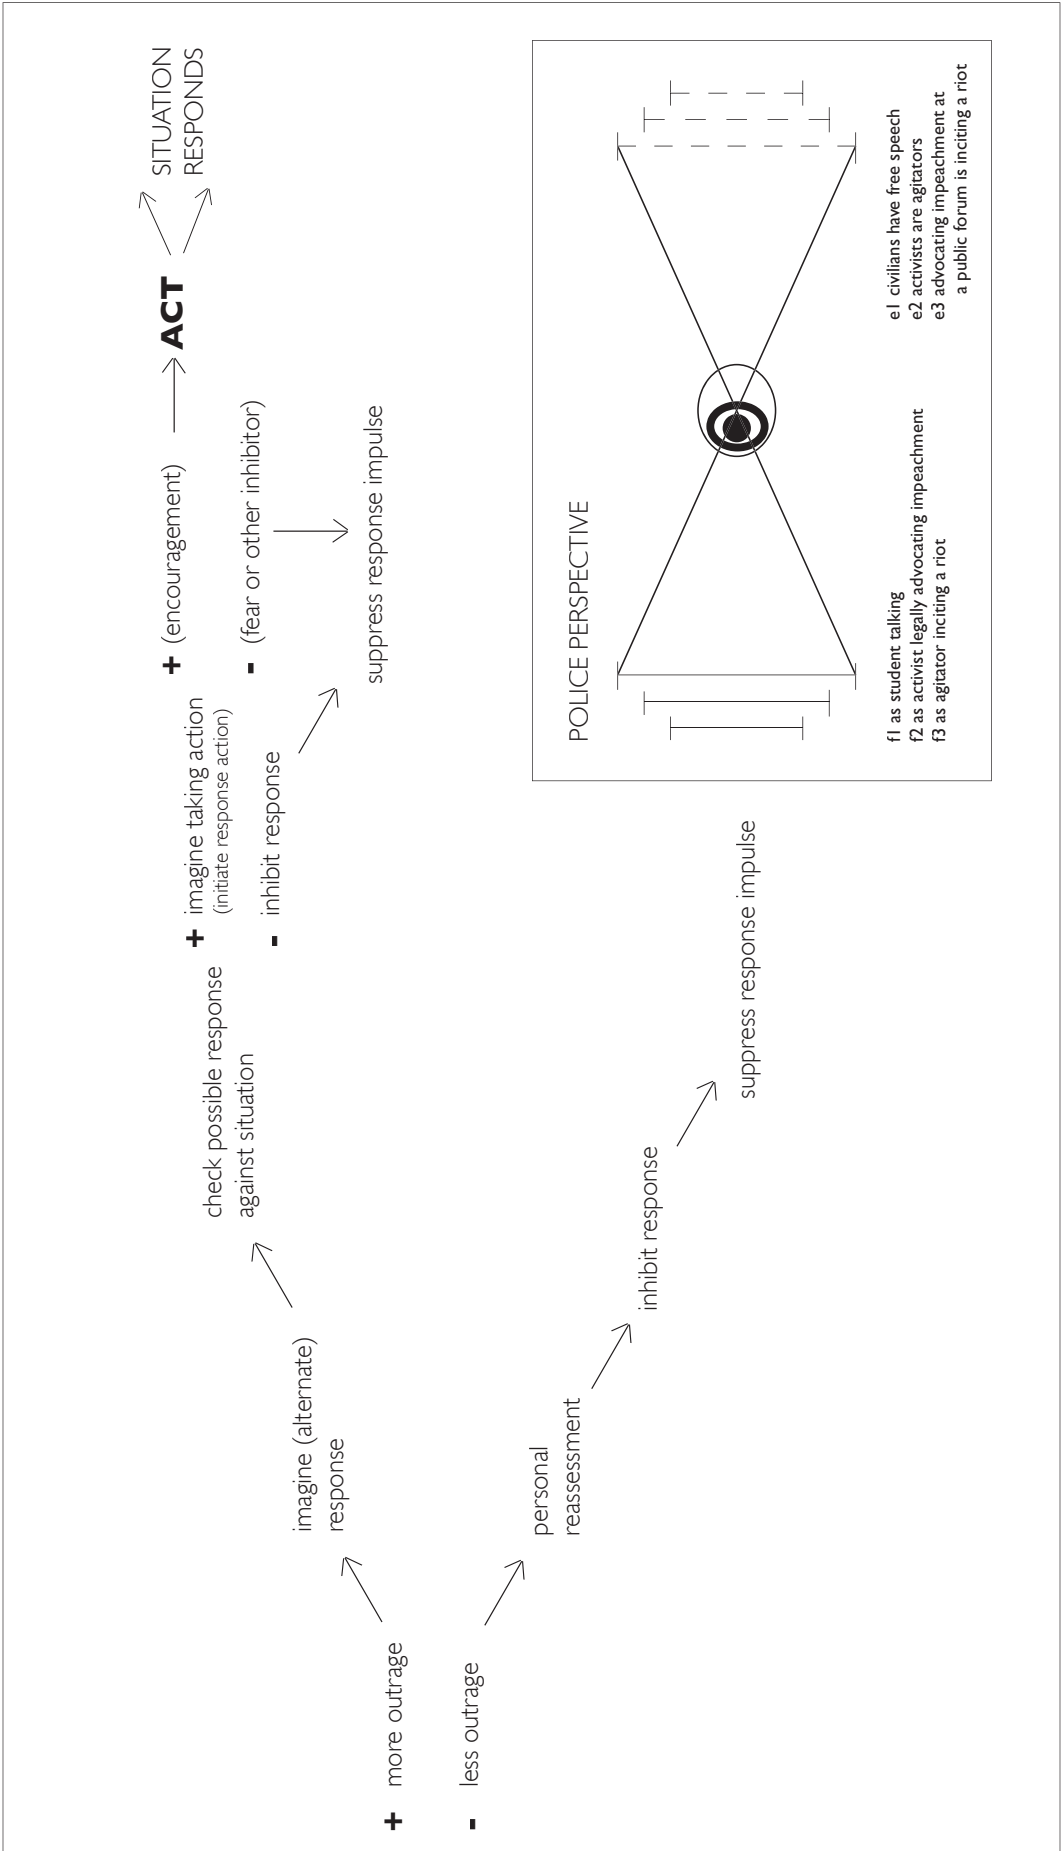 + more outrage
- less outrage
imagine (alternate)
response
personal
reassessment
check possible response
against situation
inhibit response
suppress response impulse
+ imagine taking action
(initiate response action)
- inhibit response
+ (encouragement)
- (fear or other inhibitor)
suppress response impulse
ACT
SITUATION
RESPONDS
POLICE PERSPECTIVE
f1 as student talking
f2 as activist legally advocating impeachment
f3 as agitator inciting a riot
e1 civilians have free speech
e2 activists are agitators
e3 advocating impeachment at
a public forum is inciting a riot